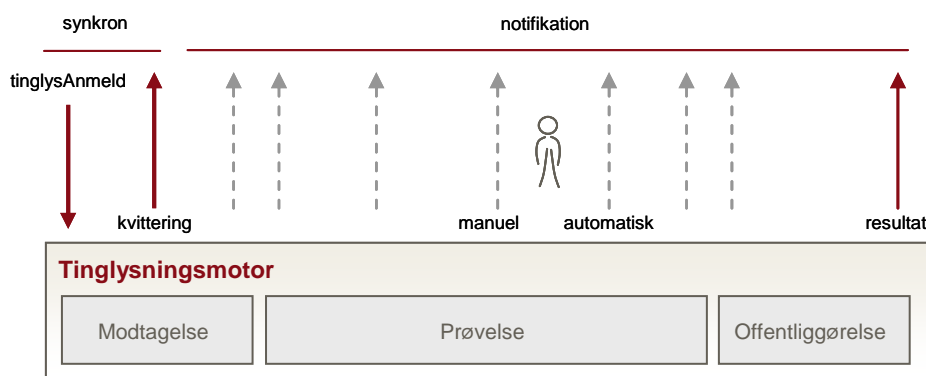 synkron
notifikation
tinglysAnmeld
kvittering
manuel
automatisk
resultat
Tinglysningsmotor
Modtagelse
Prøvelse
Offentliggørelse